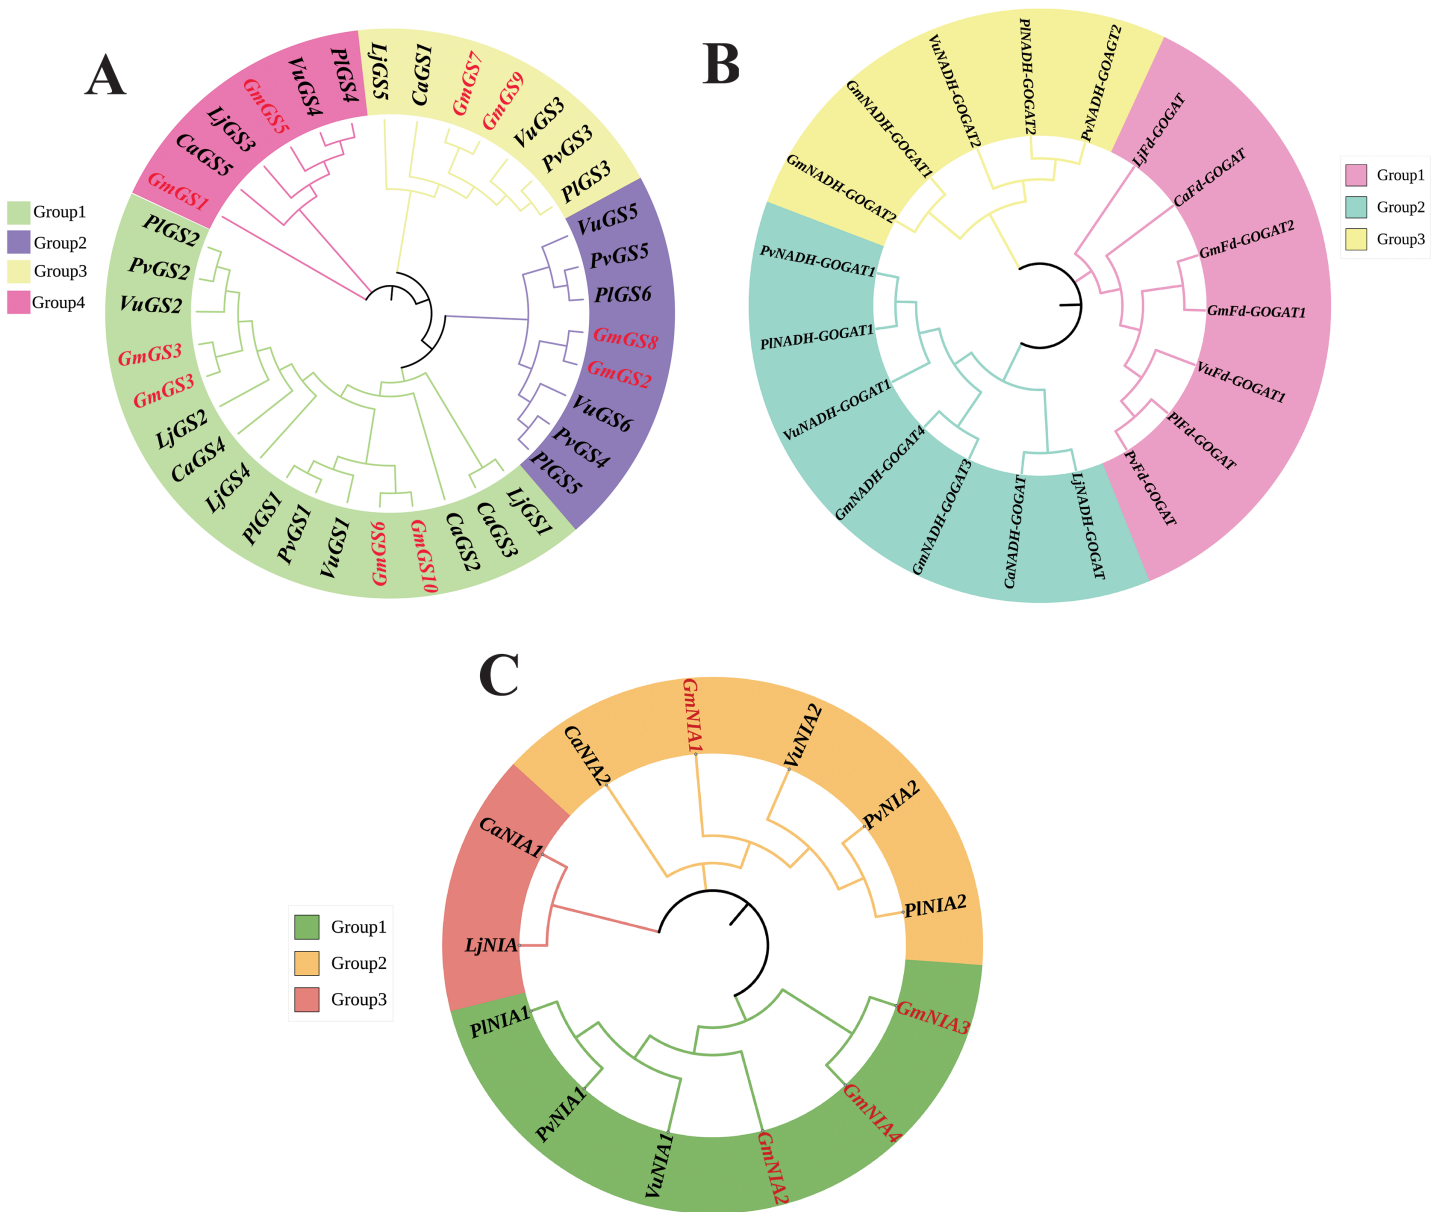 A
LjGS5
CaGS1
GmGS7
GmGS9
VuGS3
PvGS3
PlGS3
VuGS5
PvGS5
PlGS6
GmGS8
GmGS2
VuGS6
PvGS4
PlGS5
LjGS1
CaGS3
CaGS2
GmGS10
GmGS6
VuGS1
PvGS1
PlGS1
LjGS4
CaGS4
LjGS2
GmGS3
GmGS3
VuGS2
PvGS2
PlGS2
GmGS1
CaGS5
LjGS3
GmGS5
VuGS4
PlGS4
Group1
Group2
Group3
Group4
B
LjFd-GOGAT
CaFd-GOGAT
GmFd-GOGAT2
GmFd-GOGAT1
VuFd-GOGAT1
PlFd-GOGAT
PvFd-GOGAT
LjNADH-GOGAT
CaNADH-GOGAT
GmNADH-GOGAT3
GmNADH-GOGAT4
VuNADH-GOGAT1
PlNADH-GOGAT1
PvNADH-GOGAT1
GmNADH-GOGAT2
GmNADH-GOGAT1
VuNADH-GOGAT2
PlNADH-GOGAT2
PvNADH-GOAGT2
Group1
Group2
Group3
C
CaNIA2
GmNIA1
VuNIA2
PvNIA2
PlNIA2
GmNIA3
GmNIA4
GmNIA2
VuNIA1
PvNIA1
PlNIA1
LjNIA
CaNIA1
Group1
Group2
Group3